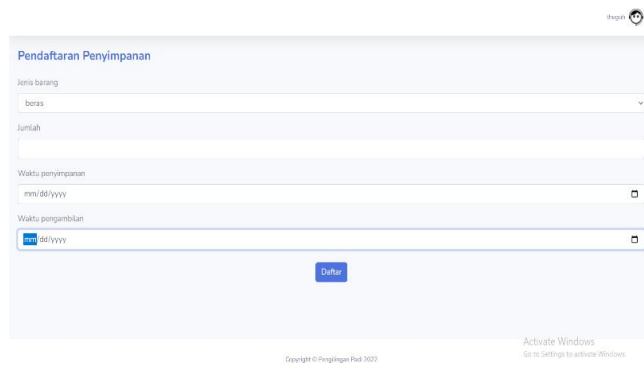 theguh
Pendaftaran Penyimpanan
Jenis barang
beras
Jumlah
Waktu penyimpanan
mm/dd/yyyy
Waktu pengambilan
mm/dd/yyyy
Daftar
Activate Windows
Go to Settings to activate Windows.
Copyright © Penggilingan Padi 2022